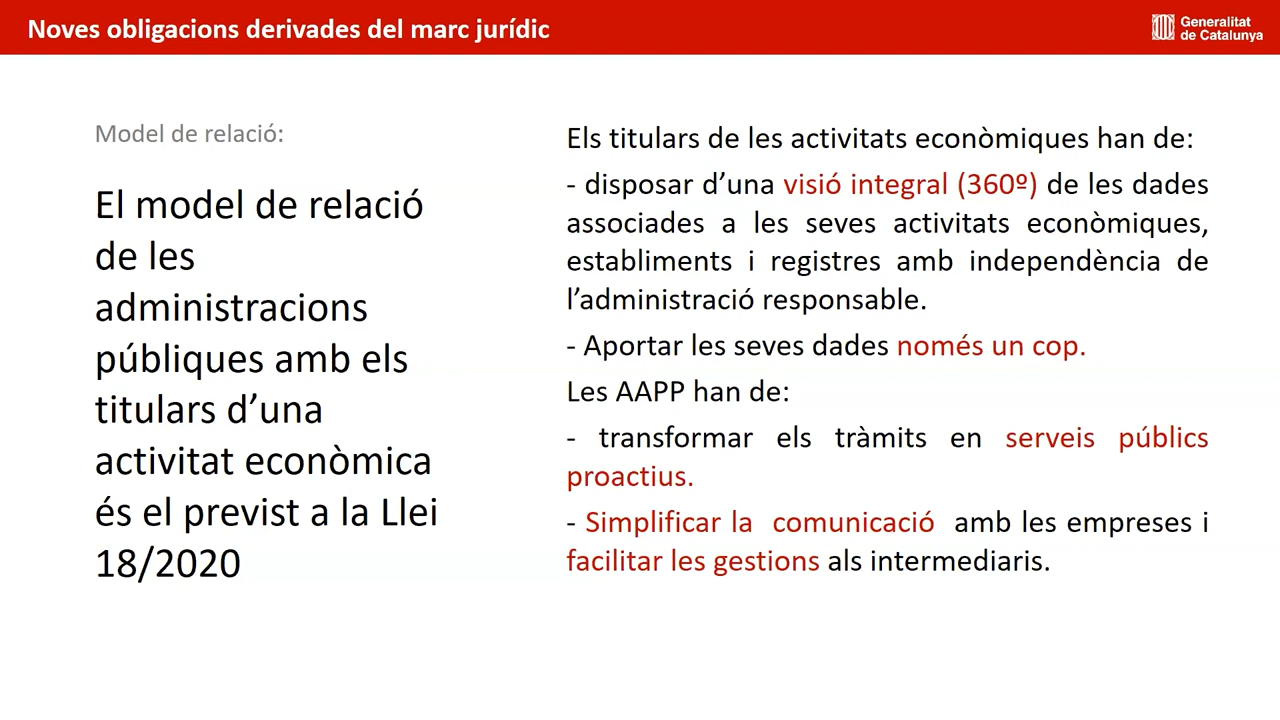 Noves obligacions derivades del marc jurídic
Generalitat
de Catalunya
Model de relació:
El model de relació
de les
administracions
públiques amb els
titulars d’una
activitat econòmica
és el previst a la Llei
18/2020
Els titulars de les activitats econòmiques han de:
- disposar d’una visió integral (360º) de les dades
associades a les seves activitats econòmiques,
establiments i registres amb independència de
l’administració responsable.
- Aportar les seves dades només un cop.
Les AAPP han de:
- transformar els tràmits en serveis públics
proactius.
- Simplificar la comunicació amb les empreses i
facilitar les gestions als intermediaris.